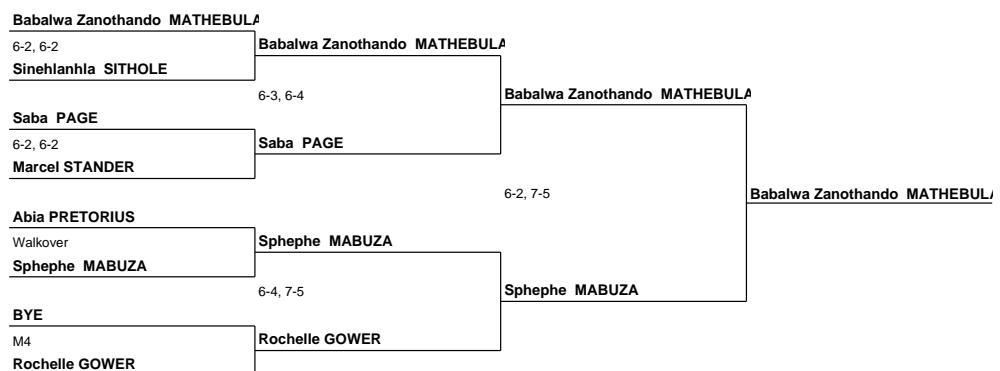 Babalwa Zanothando MATHEBULA
6-2, 6-2
Sinehlanhla SITHOLE
Babalwa Zanothando MATHEBULA
6-3, 6-4
Saba PAGE
6-2, 6-2
Marcel STANDER
Saba PAGE
Babalwa Zanothando MATHEBULA
6-2, 7-5
Abia PRETORIUS
Walkover
Sphephe MABUZA
Sphephe MABUZA
6-4, 7-5
BYE
M4
Rochelle GOWER
Rochelle GOWER
Sphephe MABUZA
Babalwa Zanothando MATHEBULA